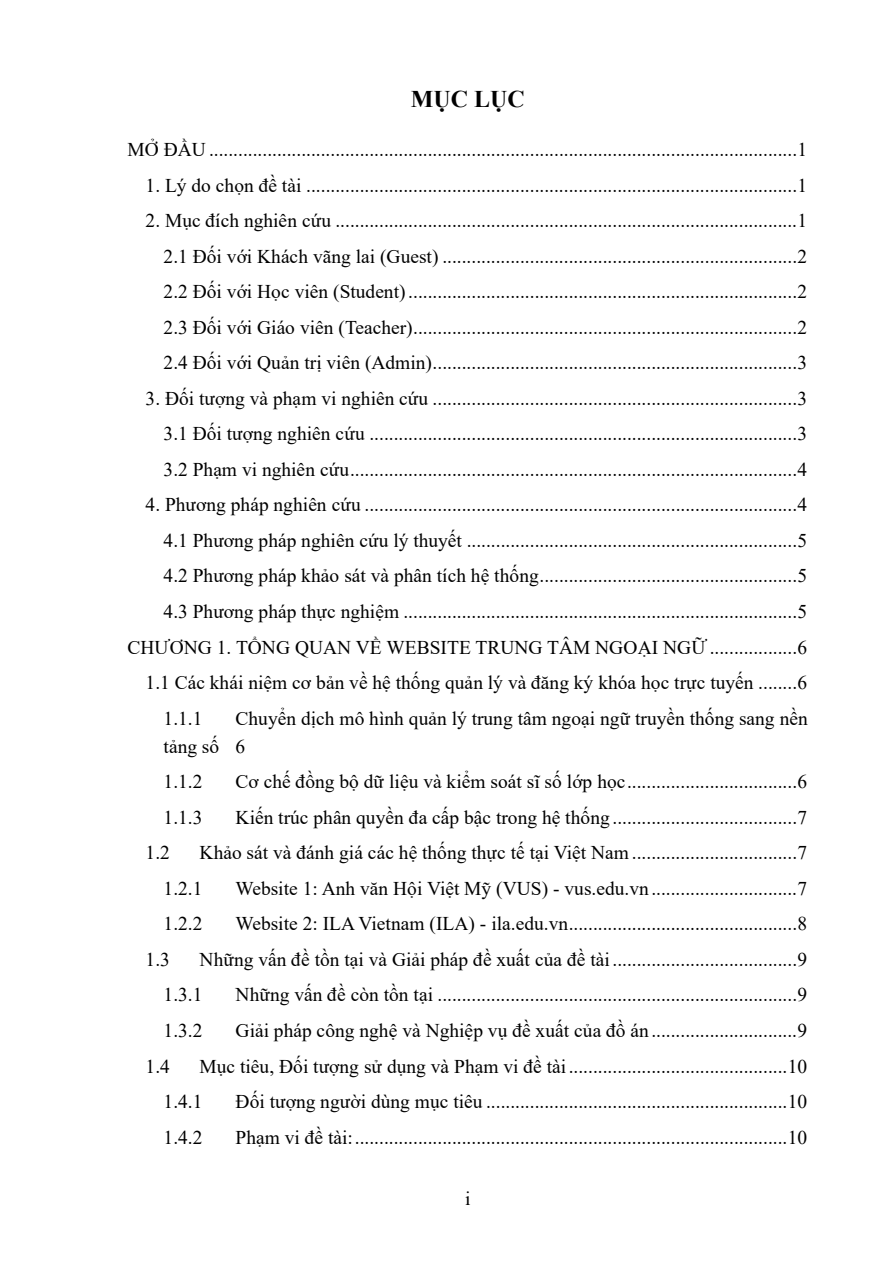 MỤC LỤC
MỞ ĐẦU ........................................................................................................................1
1. Lý do chọn đề tài .....................................................................................................1
2. Mục đích nghiên cứu ...............................................................................................1
2.1 Đối với Khách vãng lai (Guest) .........................................................................2
2.2 Đối với Học viên (Student) ................................................................................2
2.3 Đối với Giáo viên (Teacher)...............................................................................2
2.4 Đối với Quản trị viên (Admin)...........................................................................3
3. Đối tượng và phạm vi nghiên cứu ...........................................................................3
3.1 Đối tượng nghiên cứu ........................................................................................3
3.2 Phạm vi nghiên cứu............................................................................................4
4. Phương pháp nghiên cứu .........................................................................................4
4.1 Phương pháp nghiên cứu lý thuyết ....................................................................5
4.2 Phương pháp khảo sát và phân tích hệ thống.....................................................5
4.3 Phương pháp thực nghiệm .................................................................................5
CHƯƠNG 1. TỔNG QUAN VỀ WEBSITE TRUNG TÂM NGOẠI NGỮ ..................6
1.1 Các khái niệm cơ bản về hệ thống quản lý và đăng ký khóa học trực tuyến ........6
1.1.1 Chuyển dịch mô hình quản lý trung tâm ngoại ngữ truyền thống sang nền
tảng số 6
1.1.2 Cơ chế đồng bộ dữ liệu và kiểm soát sĩ số lớp học...................................6
1.1.3 Kiến trúc phân quyền đa cấp bậc trong hệ thống......................................7
1.2 Khảo sát và đánh giá các hệ thống thực tế tại Việt Nam ..................................7
1.2.1 Website 1: Anh văn Hội Việt Mỹ (VUS) - vus.edu.vn ..............................7
1.2.2 Website 2: ILA Vietnam (ILA) - ila.edu.vn...............................................8
1.3 Những vấn đề tồn tại và Giải pháp đề xuất của đề tài ........................................9
1.3.1 Những vấn đề còn tồn tại ..........................................................................9
1.3.2 Giải pháp công nghệ và Nghiệp vụ đề xuất của đồ án ..............................9
1.4 Mục tiêu, Đối tượng sử dụng và Phạm vi đề tài .............................................10
1.4.1 Đối tượng người dùng mục tiêu ..............................................................10
1.4.2 Phạm vi đề tài: .........................................................................................10
i